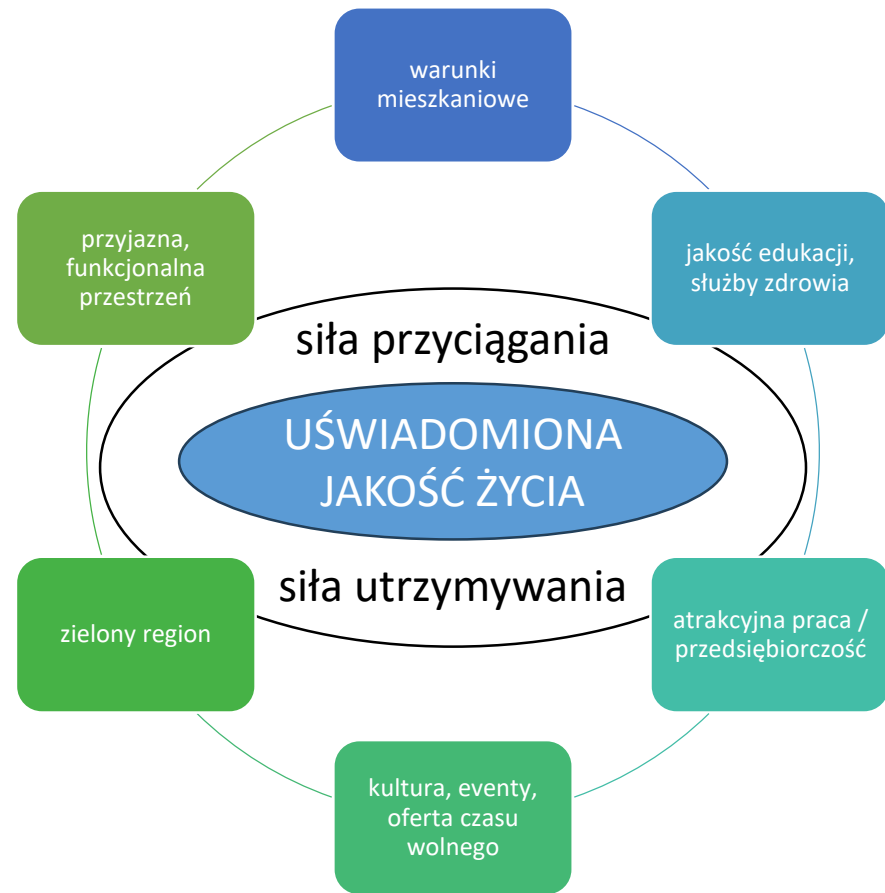 warunki
mieszkaniowe
przyjazna,
funkcjonalna
przestrzeń
jakość edukacji,
służby zdrowia
siła przyciągania
UŚWIADOMIONA
JAKOŚĆ ŻYCIA
siła utrzymywania
zielony region
atrakcyjna praca /
przedsiębiorczość
kultura, eventy,
oferta czasu
wolnego